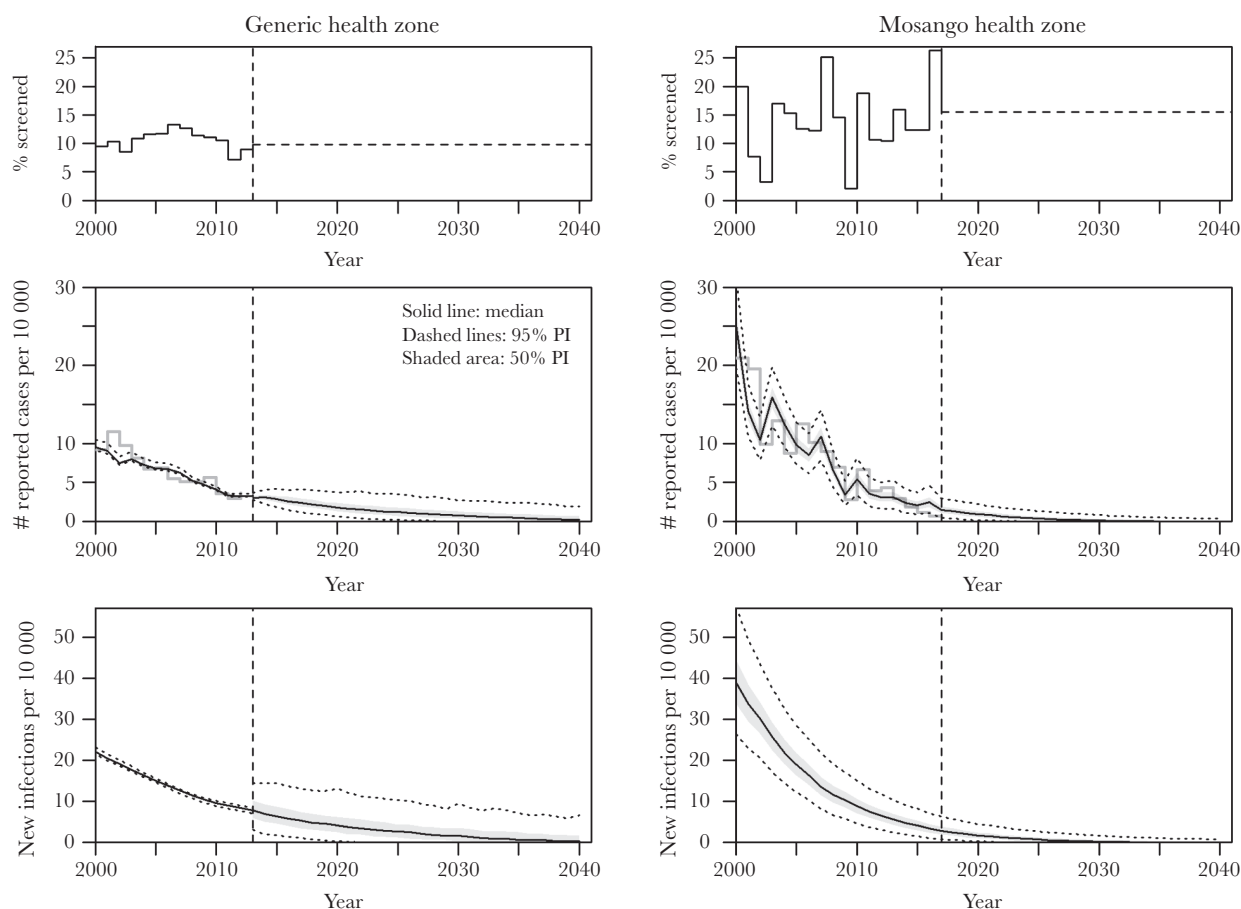 Generic health zone
% screened
25
20
15
10
5
0
2000 2010 2020 2030 2040
Year
Mosango health zone
% screened
25
20
15
10
5
0
2000 2010 2020 2030 2040
Year
# reported cases per 10 000
30
20
10
5
0
Solid line: median
Dashed lines: 95% PI
Shaded area: 50% PI
2000 2010 2020 2030 2040
Year
# reported cases per 10 000
30
20
10
5
0
2000 2010 2020 2030 2040
Year
New infections per 10 000
50
40
30
20
10
0
2000 2010 2020 2030 2040
Year
New infections per 10 000
50
40
30
20
10
0
2000 2010 2020 2030 2040
Year